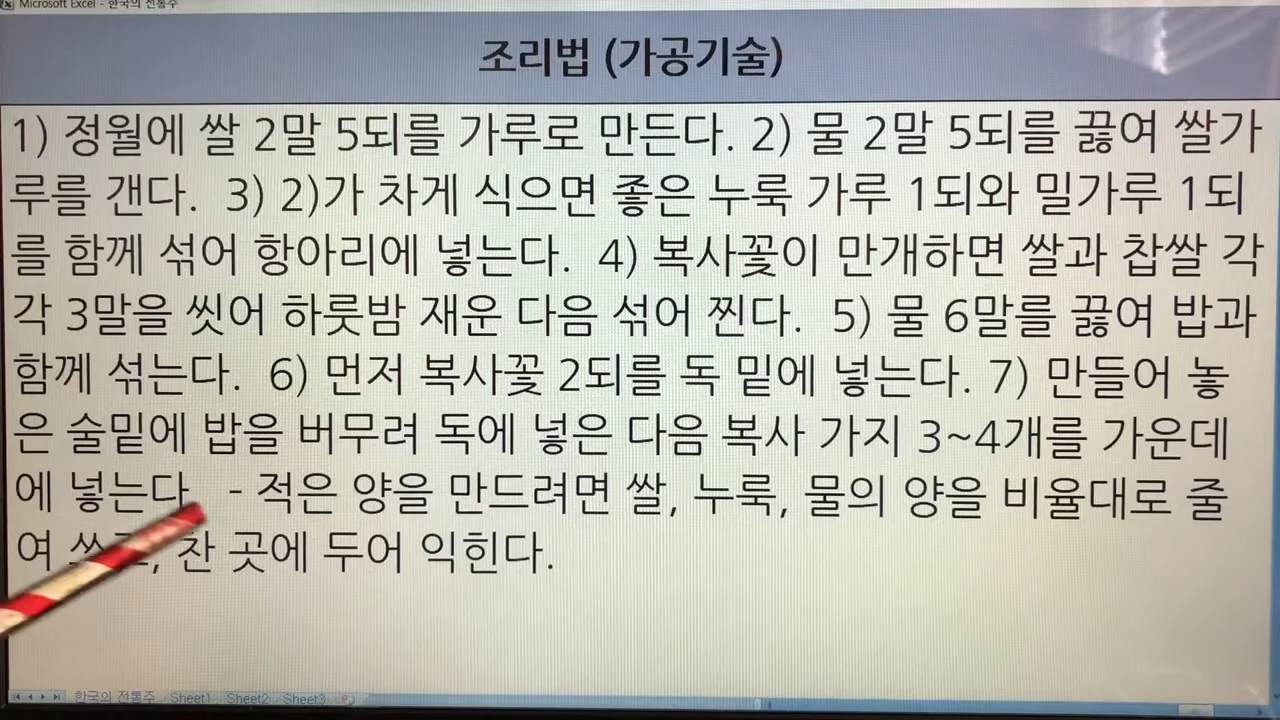 Microsoft Excel - 한국의 전통주
조리법 (가공기술)
1) 정월에 쌀 2말 5되를 가루로 만든다. 2) 물 2말 5되를 끓여 쌀가
루를 갠다. 3) 2)가 차게 식으면 좋은 누룩 가루 1되와 밀가루 1되
를 함께 섞어 항아리에 넣는다. 4) 복사꽃이 만개하면 쌀과 찹쌀 각
각 3말을 씻어 하룻밤 재운 다음 섞어 찐다. 5) 물 6말를 끓여 밥과
함께 섞는다. 6) 먼저 복사꽃 2되를 독 밑에 넣는다. 7) 만들어 놓
은 술밑에 밥을 버무려 독에 넣은 다음 복사 가지 3~4개를 가운데
에 넣는다. - 적은 양을 만드려면 쌀, 누룩, 물의 양을 비율대로 줄
여 찬 곳에 두어 익힌다.
한국의 전통주 Sheet1 Sheet2 Sheet3